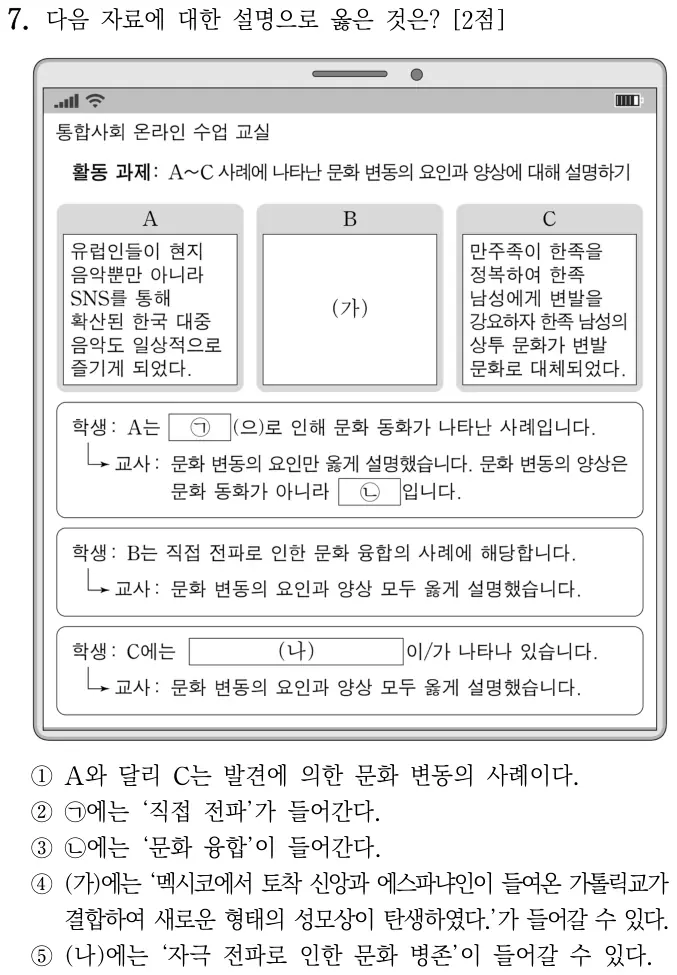 7. 다음 자료에 대한 설명으로 옳은 것은? [2점]
통합사회 온라인 수업 교실
활동 과제: A~C 사례에 나타난 문화 변동의 요인과 양상에 대해 설명하기
A
유럽인들이 현지
음악뿐만 아니라
SNS를 통해
확산된 한국 대중
음악도 일상적으로
즐기게 되었다.
B
(가)
C
만주족이 한족을
정복하여 한족
남성에게 변발을
강요하자 한족 남성의
상투 문화가 변발
문화로 대체되었다.
학생: A는 ㉠ (으)로 인해 문화 동화가 나타난 사례입니다.
교사: 문화 변동의 요인만 옳게 설명했습니다. 문화 변동의 양상은
문화 동화가 아니라 ㉡ 입니다.
학생: B는 직접 전파로 인한 문화 융합의 사례에 해당합니다.
교사: 문화 변동의 요인과 양상 모두 옳게 설명했습니다.
학생: C에는 (나) 이/가 나타나 있습니다.
교사: 문화 변동의 요인과 양상 모두 옳게 설명했습니다.
① A와 달리 C는 발견에 의한 문화 변동의 사례이다.
② ㉠에는 ‘직접 전파’가 들어간다.
③ ㉡에는 ‘문화 융합’이 들어간다.
④ (가)에는 ‘멕시코에서 토착 신앙과 에스파냐인이 들여온 가톨릭교가
결합하여 새로운 형태의 성모상이 탄생하였다.’가 들어갈 수 있다.
⑤ (나)에는 ‘자극 전파로 인한 문화 병존’이 들어갈 수 있다.